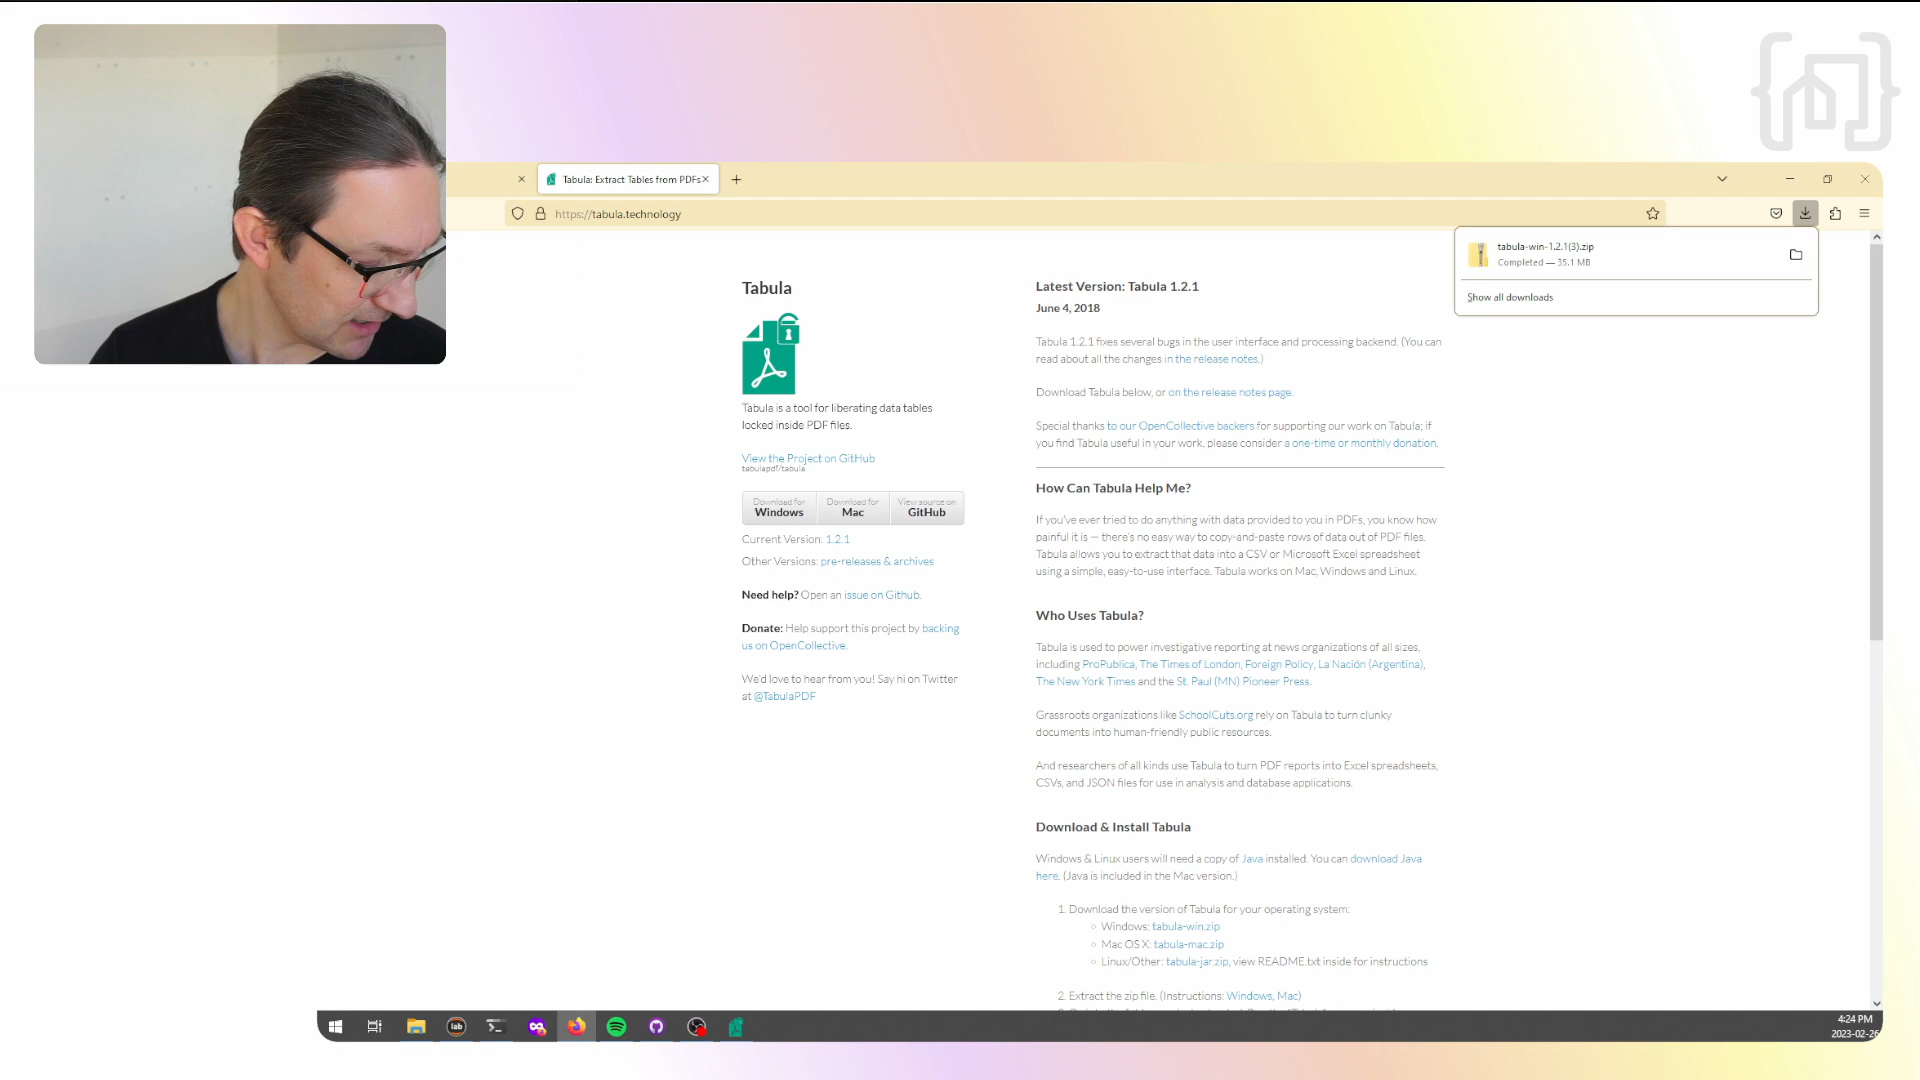 Tabula: Extract Tables from PDFs
https://tabula.technology
tabula-win-1.2.1(3).zip
Completed — 35.1 MB
Show all downloads
Tabula
Tabula is a tool for liberating data tables
locked inside PDF files.
View the Project on GitHub
tabulapdf/tabula
Download for
Windows
Download for
Mac
View source on
GitHub
Current Version: 1.2.1
Other Versions: pre-releases & archives
Need help? Open an issue on Github.
Donate: Help support this project by backing
us on OpenCollective.
We'd love to hear from you! Say hi on Twitter
at @TabulaPDF
Latest Version: Tabula 1.2.1
June 4, 2018
Tabula 1.2.1 fixes several bugs in the user interface and processing backend. (You can
read about all the changes in the release notes.)
Download Tabula below, or on the release notes page.
Special thanks to our OpenCollective backers for supporting our work on Tabula; if
you find Tabula useful in your work, please consider a one-time or monthly donation.
How Can Tabula Help Me?
If you've ever tried to do anything with data provided to you in PDFs, you know how
painful it is — there's no easy way to copy-and-paste rows of data out of PDF files.
Tabula allows you to extract that data into a CSV or Microsoft Excel spreadsheet
using a simple, easy-to-use interface. Tabula works on Mac, Windows and Linux.
Who Uses Tabula?
Tabula is used to power investigative reporting at news organizations of all sizes,
including ProPublica, The Times of London, Foreign Policy, La Nación (Argentina),
The New York Times and the St. Paul (MN) Pioneer Press.
Grassroots organizations like SchoolCuts.org rely on Tabula to turn clunky
documents into human-friendly public resources.
And researchers of all kinds use Tabula to turn PDF reports into Excel spreadsheets,
CSVs, and JSON files for use in analysis and database applications.
Download & Install Tabula
Windows & Linux users will need a copy of Java installed. You can download Java
here. (Java is included in the Mac version.)
1. Download the version of Tabula for your operating system:
Windows: tabula-win.zip
Mac OS X: tabula-mac.zip
Linux/Other: tabula-jar.zip, view README.txt inside for instructions
2. Extract the zip file. (Instructions: Windows, Mac)
lab
4:24 PM
2023-02-26